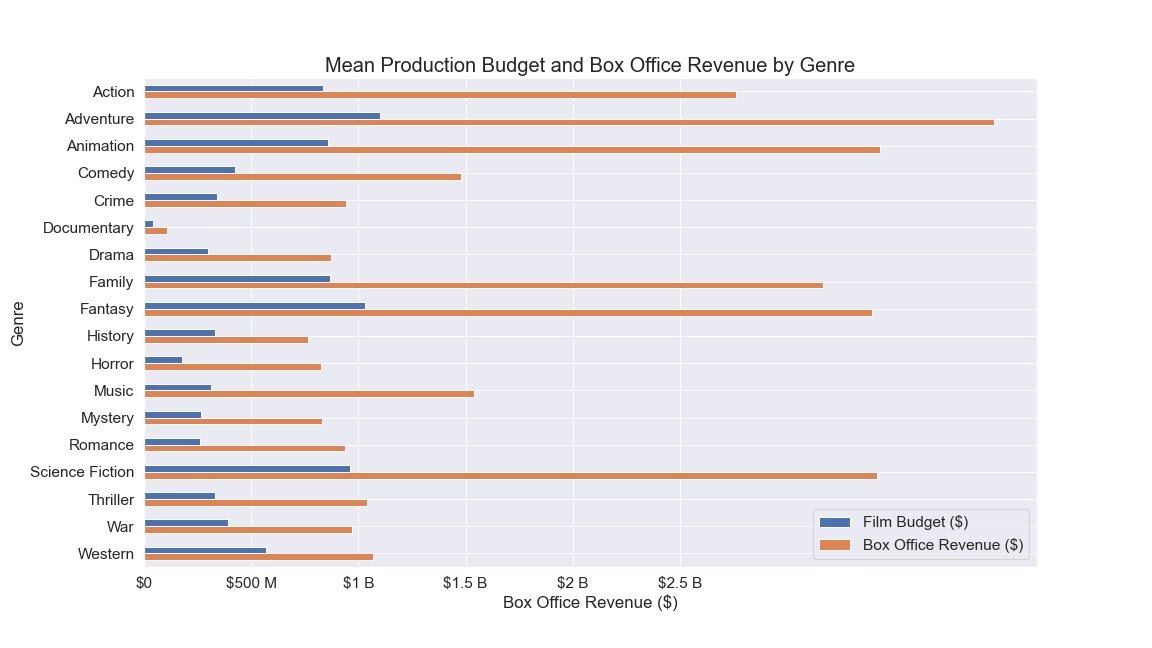 Mean Production Budget and Box Office Revenue by Genre
Genre
Action
Adventure
Animation
Comedy
Crime
Documentary
Drama
Family
Fantasy
History
Horror
Music
Mystery
Romance
Science Fiction
Thriller
War
Western
Film Budget ($)
Box Office Revenue ($)
$0 $500 M $1 B $1.5 B $2 B $2.5 B
Box Office Revenue ($)